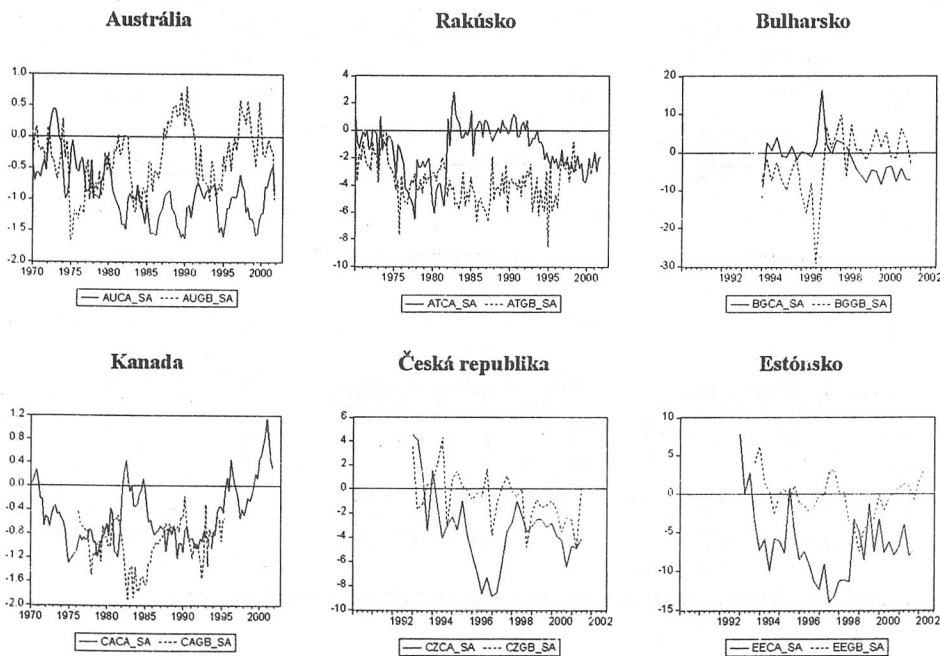 Austrália
1.0
0.5
0.0
-0.5
-1.0
-1.5
-2.0
1970 1975 1980 1985 1990 1995 2000
AUCA_SA AUGB_SA
Rakúsko
4
2
0
-2
-4
-6
-8
-10
1975 1980 1985 1990 1995 2000
ATCA_SA ATGB_SA
Bulharsko
20
10
0
-10
-20
-30
1992 1994 1996 1998 2000 2002
BGCA_SA BGGB_SA
Kanada
1.2
0.8
0.4
0.0
-0.4
-0.8
-1.2
-1.6
-2.0
1970 1975 1980 1985 1990 1995 2000
CACA_SA CAGB_SA
Česká republika
6
4
2
0
-2
-4
-6
-8
-10
1992 1994 1996 1998 2000 2002
CZCA_SA CZGB_SA
Estónsko
10
5
0
-5
-10
-15
1992 1994 1996 1998 2000 2002
EECA_SA EEGB_SA